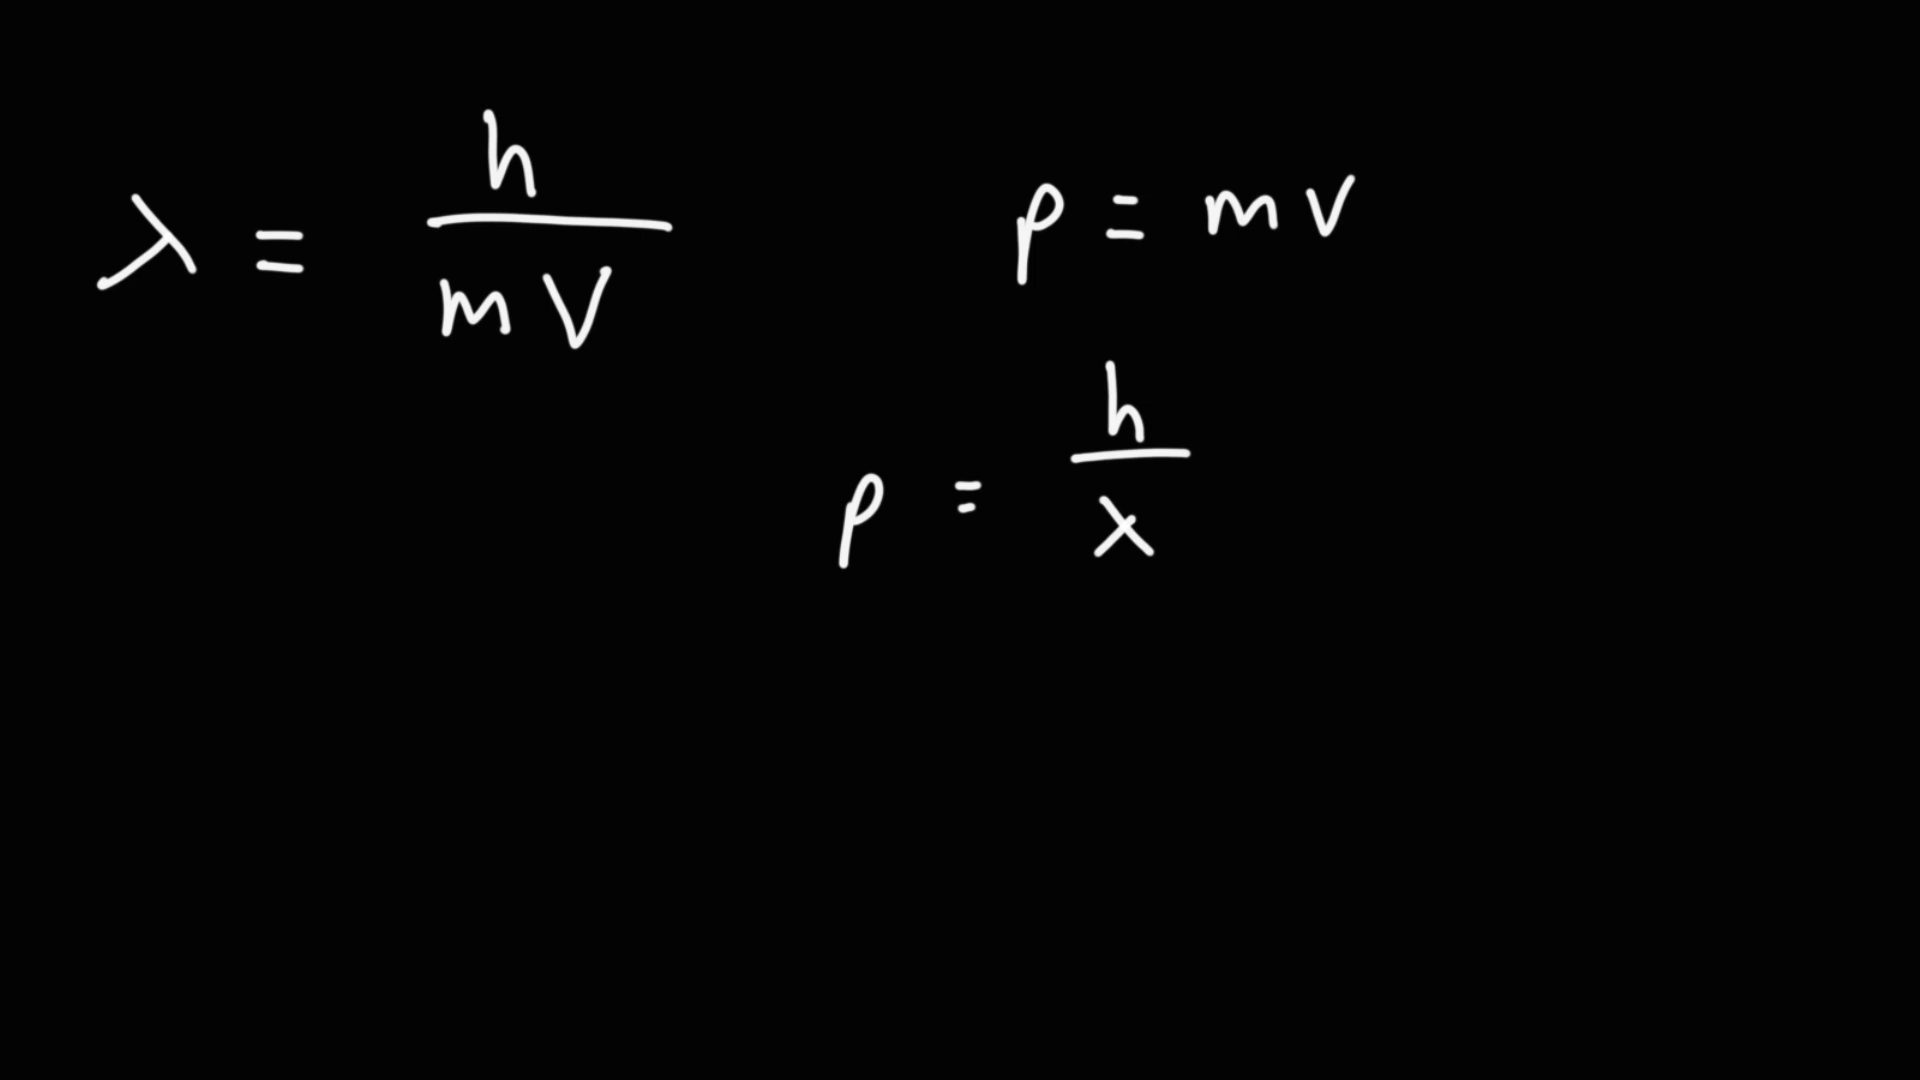 λ = h/mV
p = mv
p = h/x